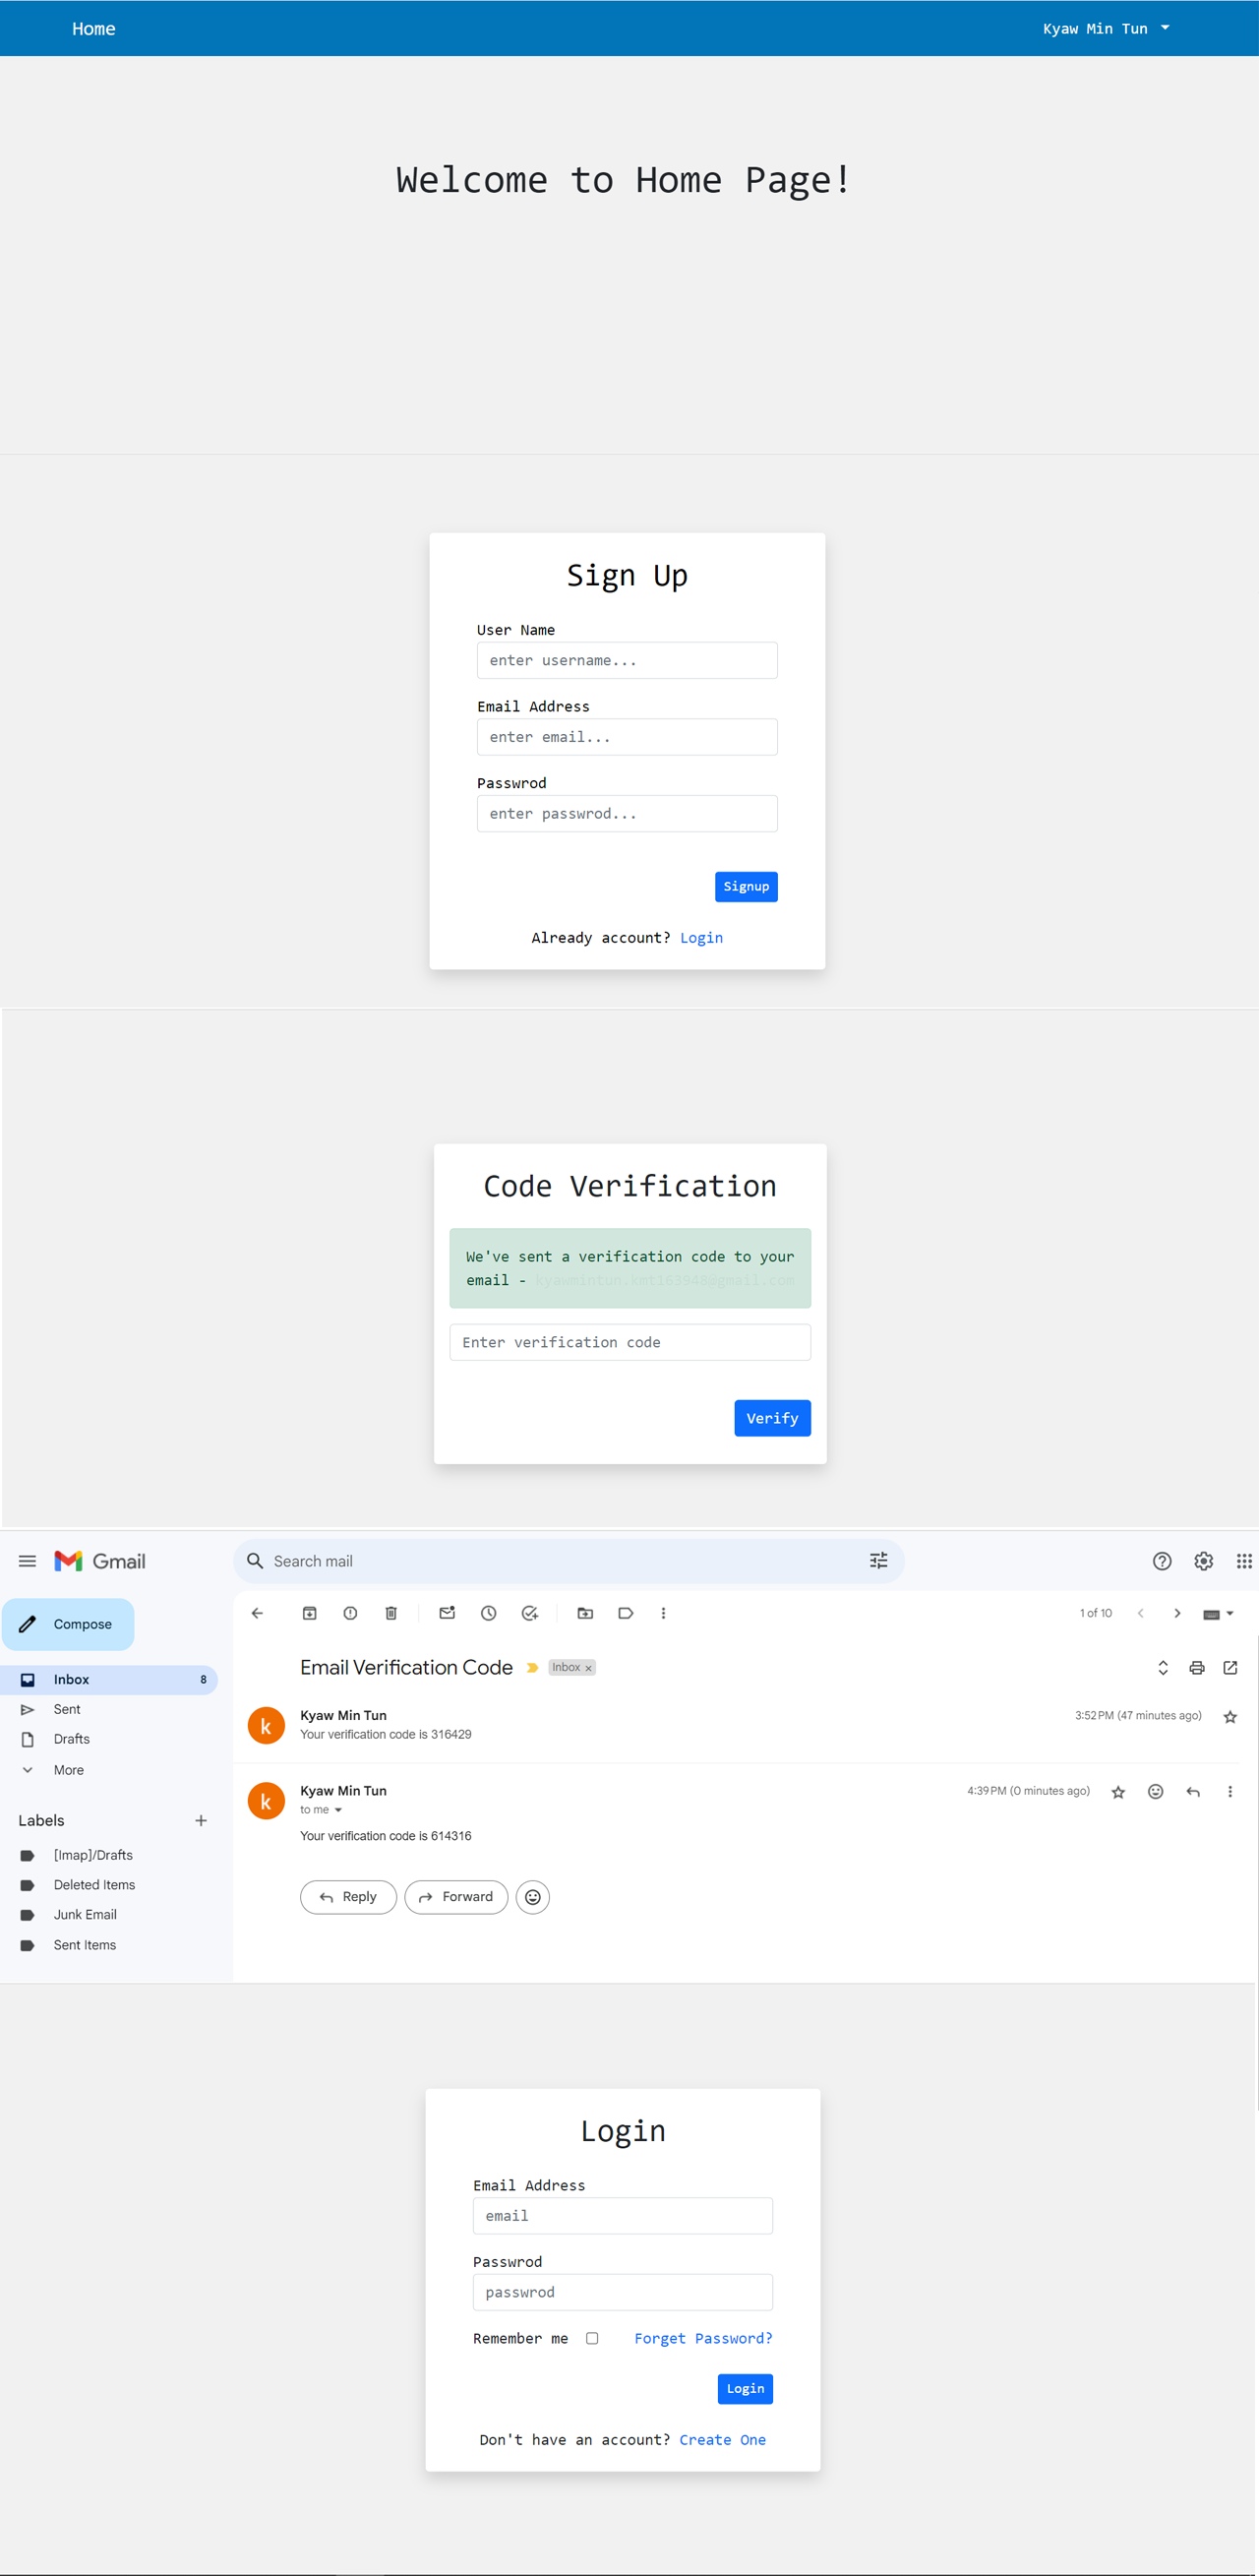 Home
Kyaw Min Tun
Welcome to Home Page!
Sign Up
User Name
enter username...
Email Address
enter email...
Passwrod
enter passwrod...
Signup
Already account? Login
Code Verification
We've sent a verification code to your
email - kyawmintun.kmt163948@gmail.com
Enter verification code
Verify
Gmail
Search mail
Compose
1 of 10
Inbox 8
Email Verification Code Inbox x
Sent
Kyaw Min Tun 3:52 PM (47 minutes ago)
Your verification code is 316429
Drafts
More
Kyaw Min Tun 4:39 PM (0 minutes ago)
to me
Labels +
Your verification code is 614316
[Imap]/Drafts
Deleted Items
Reply Forward
Junk Email
Sent Items
Login
Email Address
email
Passwrod
passwrod
Remember me Forget Password?
Login
Don't have an account? Create One